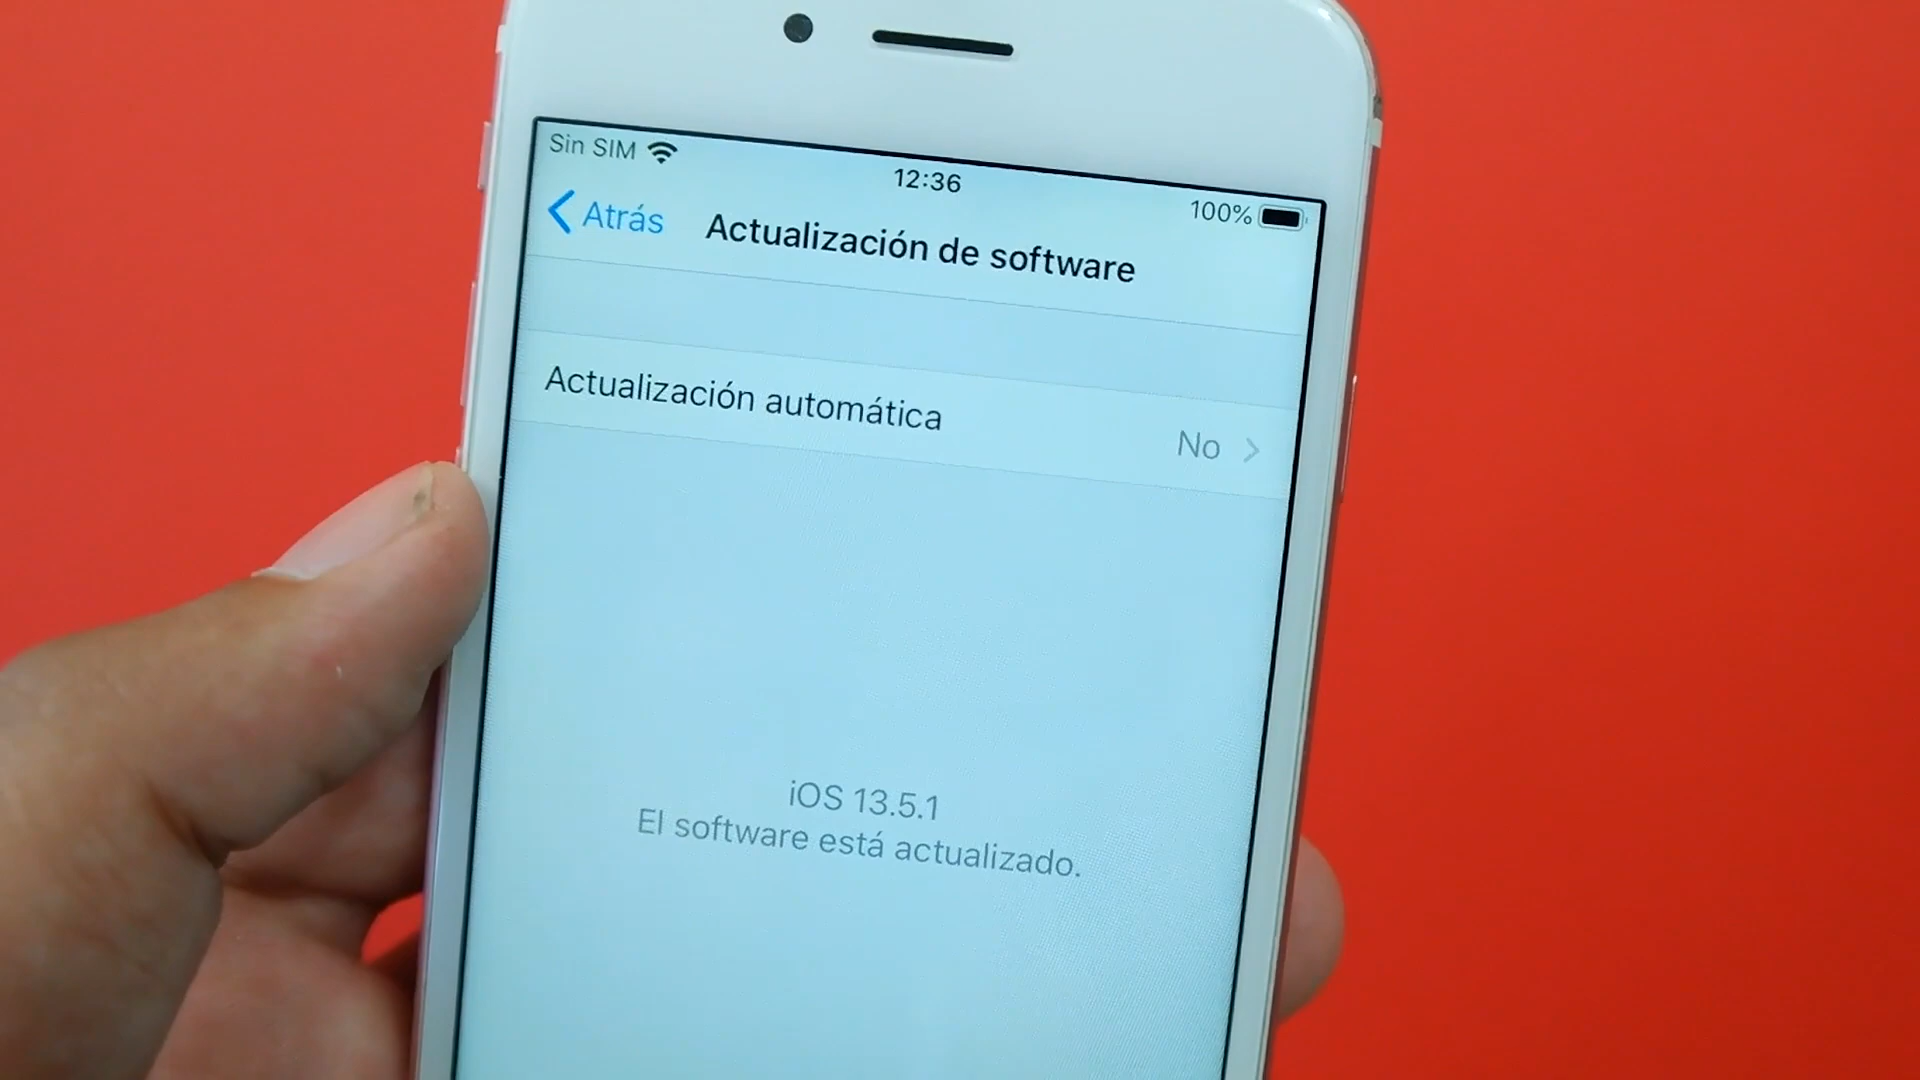 Sin SIM
12:36
100%
Atrás
Actualización de software
Actualización automática
No
iOS 13.5.1
El software está actualizado.